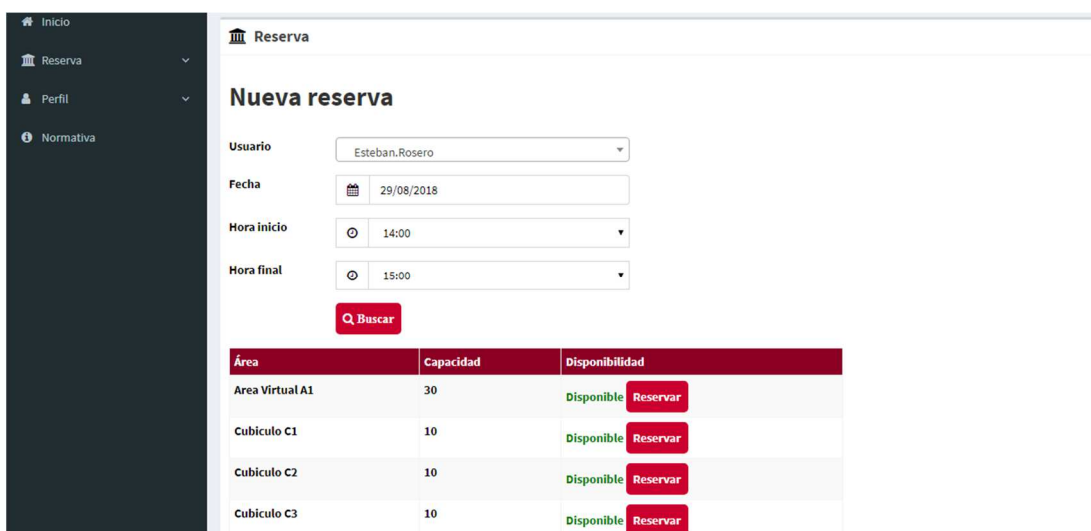 Inicio
Reserva
Perfil
Normativa
Reserva
Nueva reserva
Usuario Esteban.Rosero
Fecha 29/08/2018
Hora inicio 14:00
Hora final 15:00
Buscar
Área Capacidad Disponibilidad
Area Virtual A1 30 Disponible Reservar
Cubiculo C1 10 Disponible Reservar
Cubiculo C2 10 Disponible Reservar
Cubiculo C3 10 Disponible Reservar